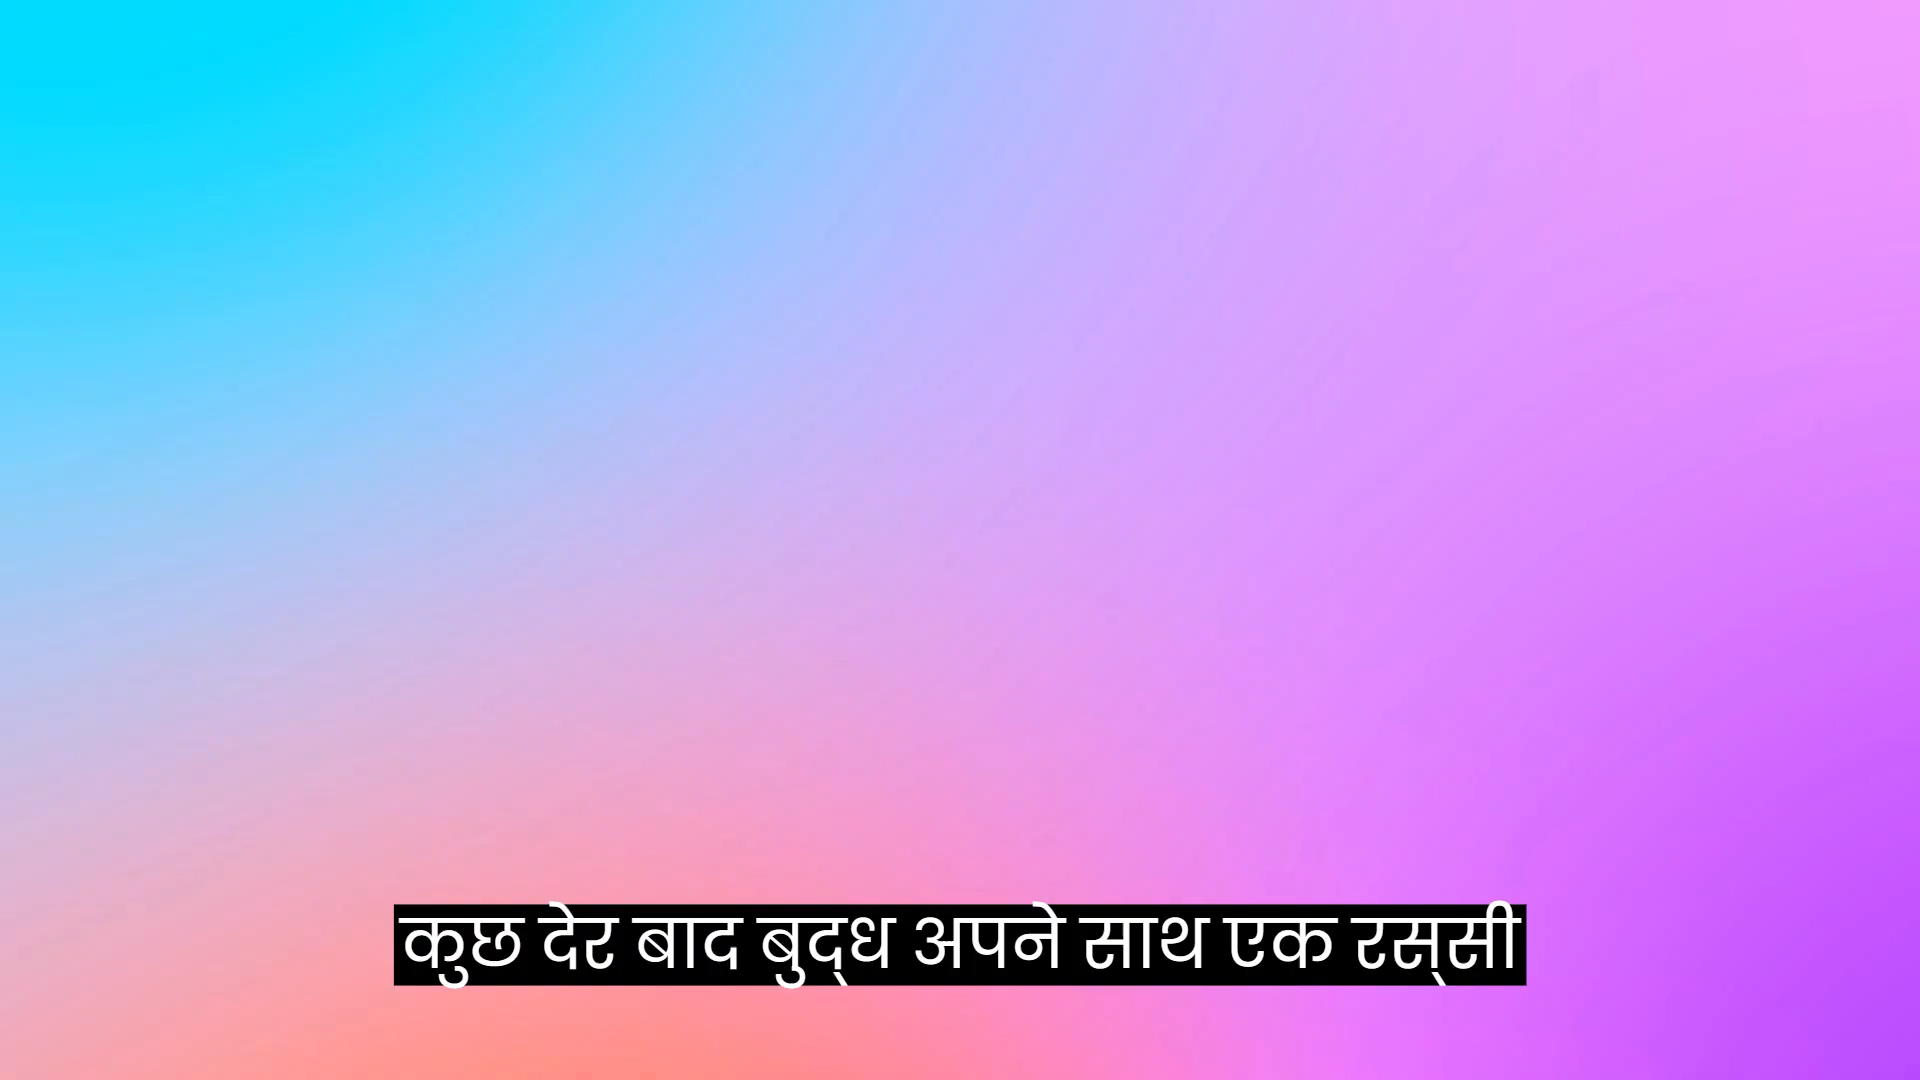 कुछ देर बाद बुद्ध अपने साथ एक रस्सी